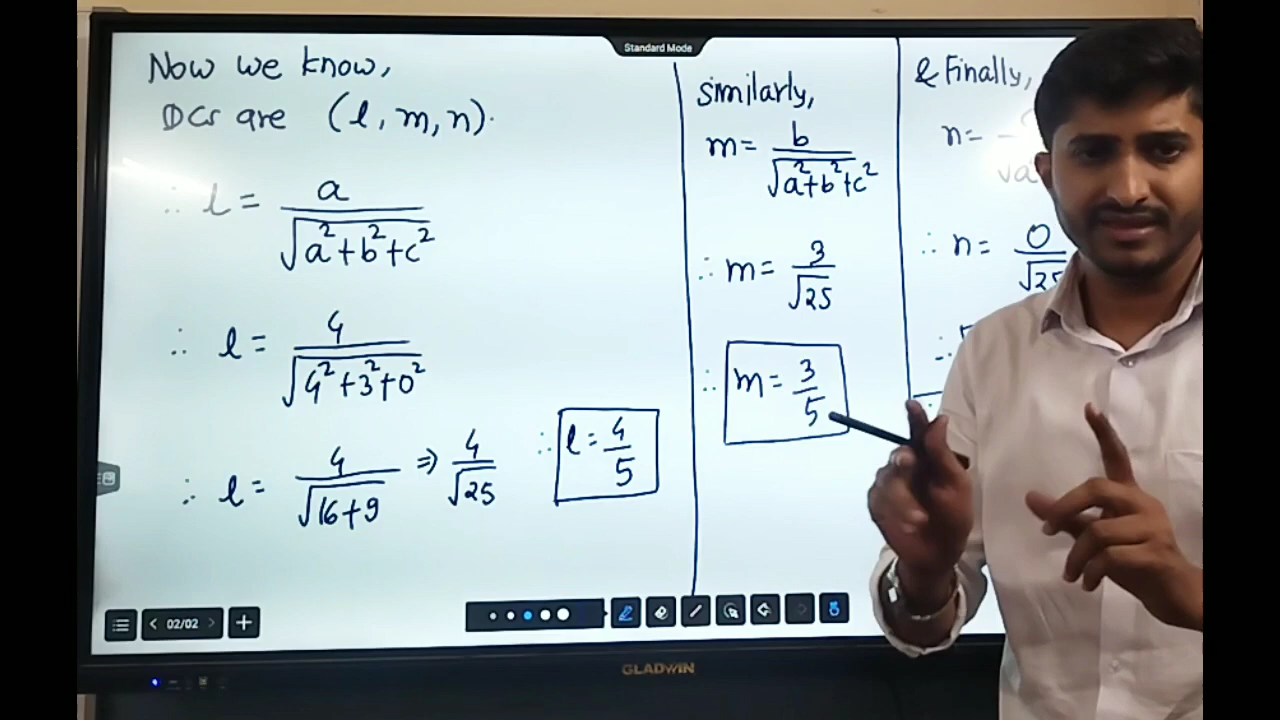 Standard Mode
Now we know,
DCs are (l, m, n).
∴ l = a / √(a²+b²+c²)
∴ l = 4 / √(4²+3²+0²)
∴ l = 4 / √(16+9) ⇒ 4 / √25
∴ l = 4/5
similarly,
m = b / √(a²+b²+c²)
∴ m = 3 / √25
∴ m = 3/5
& Finally,
n =
∴ n = 0 / √25
02/02
GLADWIN